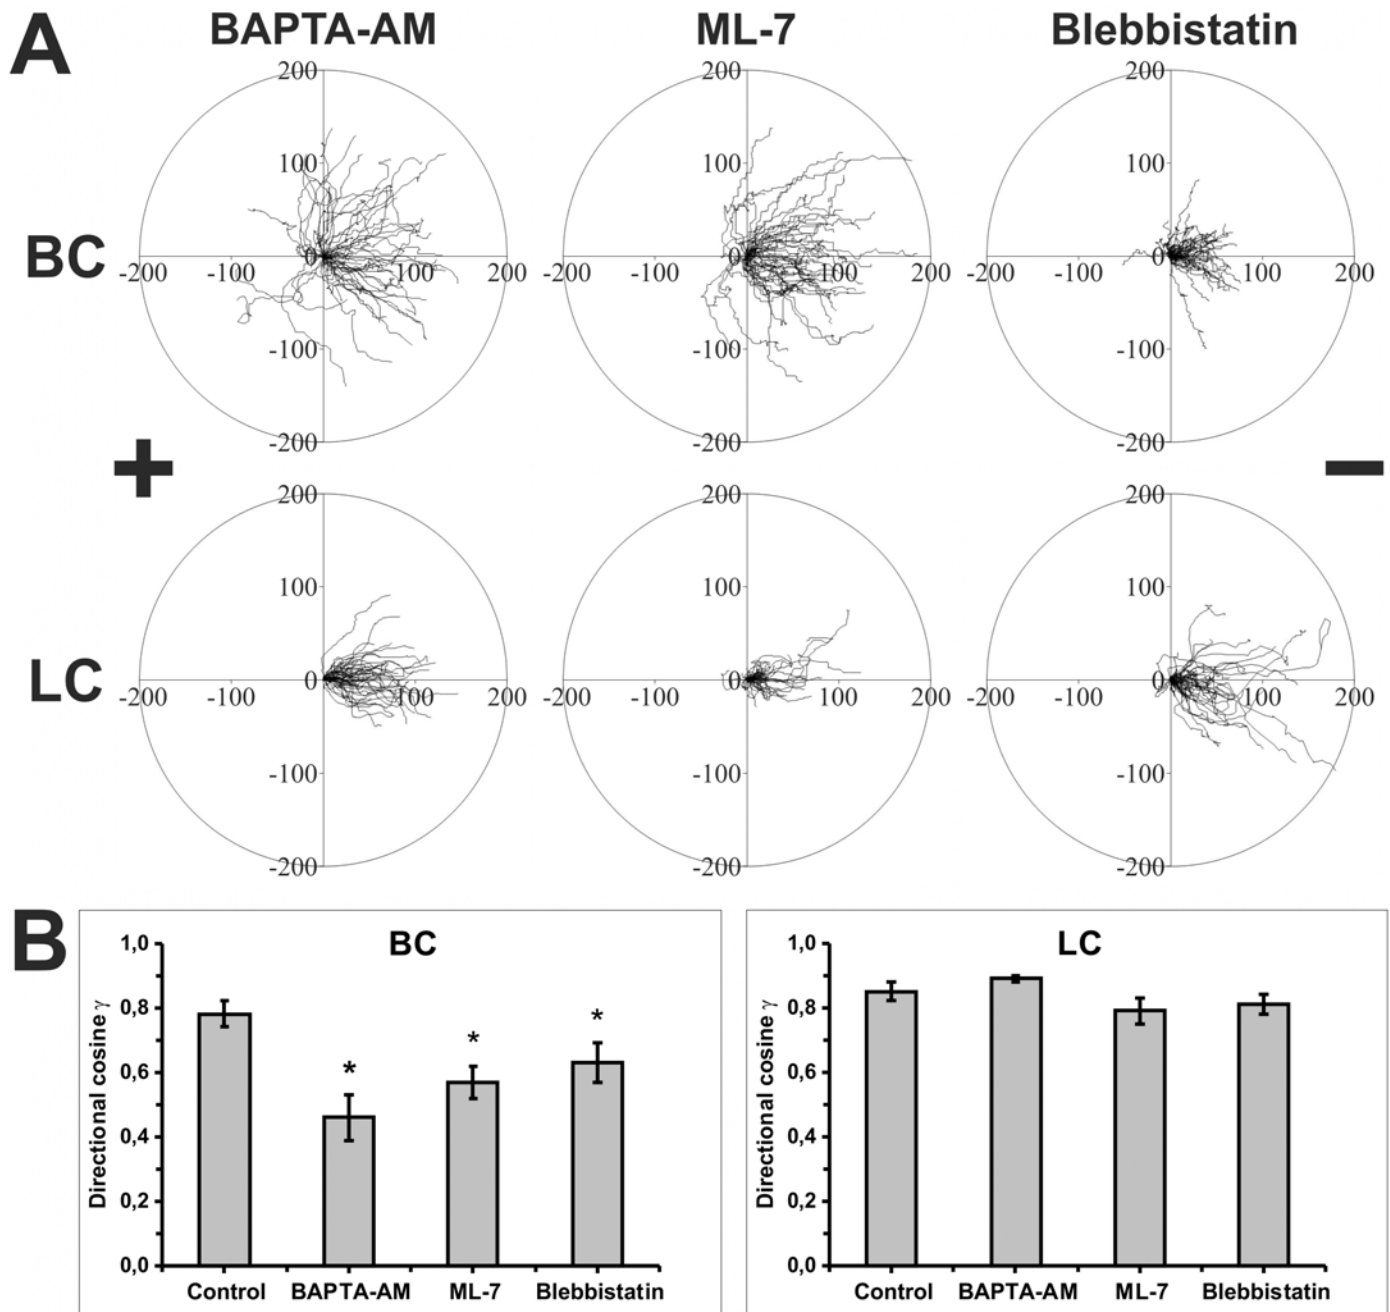 A
BAPTA-AM ML-7 Blebbistatin
200 200 200
100 100 100
BC
-200 -100 0 100 200 -200 -100 0 100 200 -200 -100 0 100 200
-100 -100 -100
-200 -200 -200
+ −
200 200 200
100 100 100
LC
-200 -100 0 100 200 -200 -100 0 100 200 -200 -100 0 100 200
-100 -100 -100
-200 -200 -200
B
BC
Directional cosine γ
1,0
0,8
0,6
0,4
0,2
0,0
* * *
Control BAPTA-AM ML-7 Blebbistatin
LC
Directional cosine γ
1,0
0,8
0,6
0,4
0,2
0,0
Control BAPTA-AM ML-7 Blebbistatin